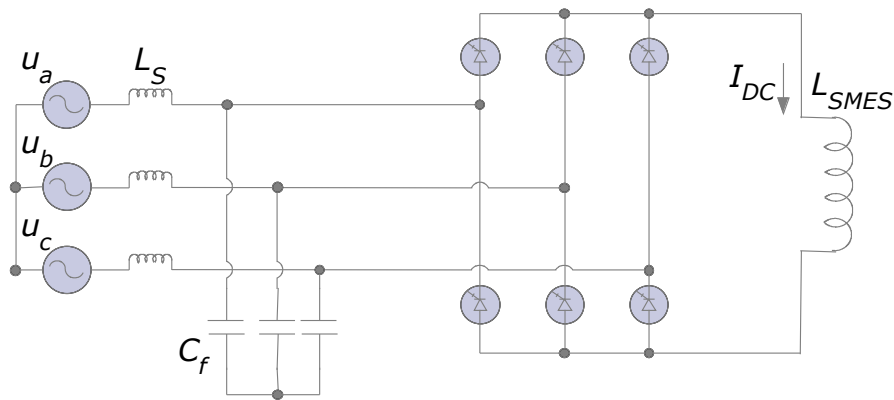 u_a
L_S
u_b
u_c
C_f
I_DC
L_SMES